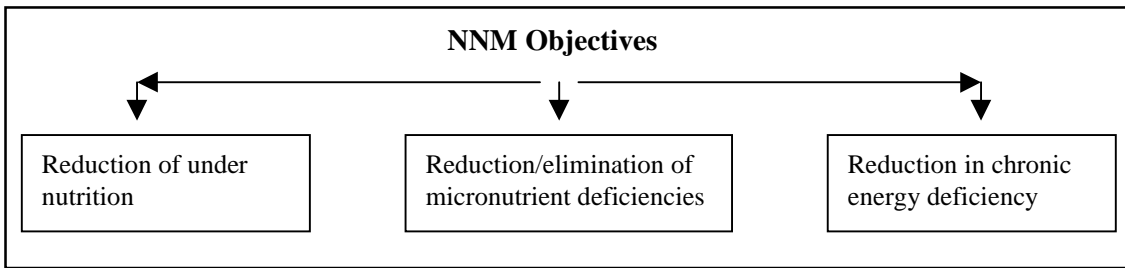 NNM Objectives
Reduction of under
nutrition
Reduction/elimination of
micronutrient deficiencies
Reduction in chronic
energy deficiency